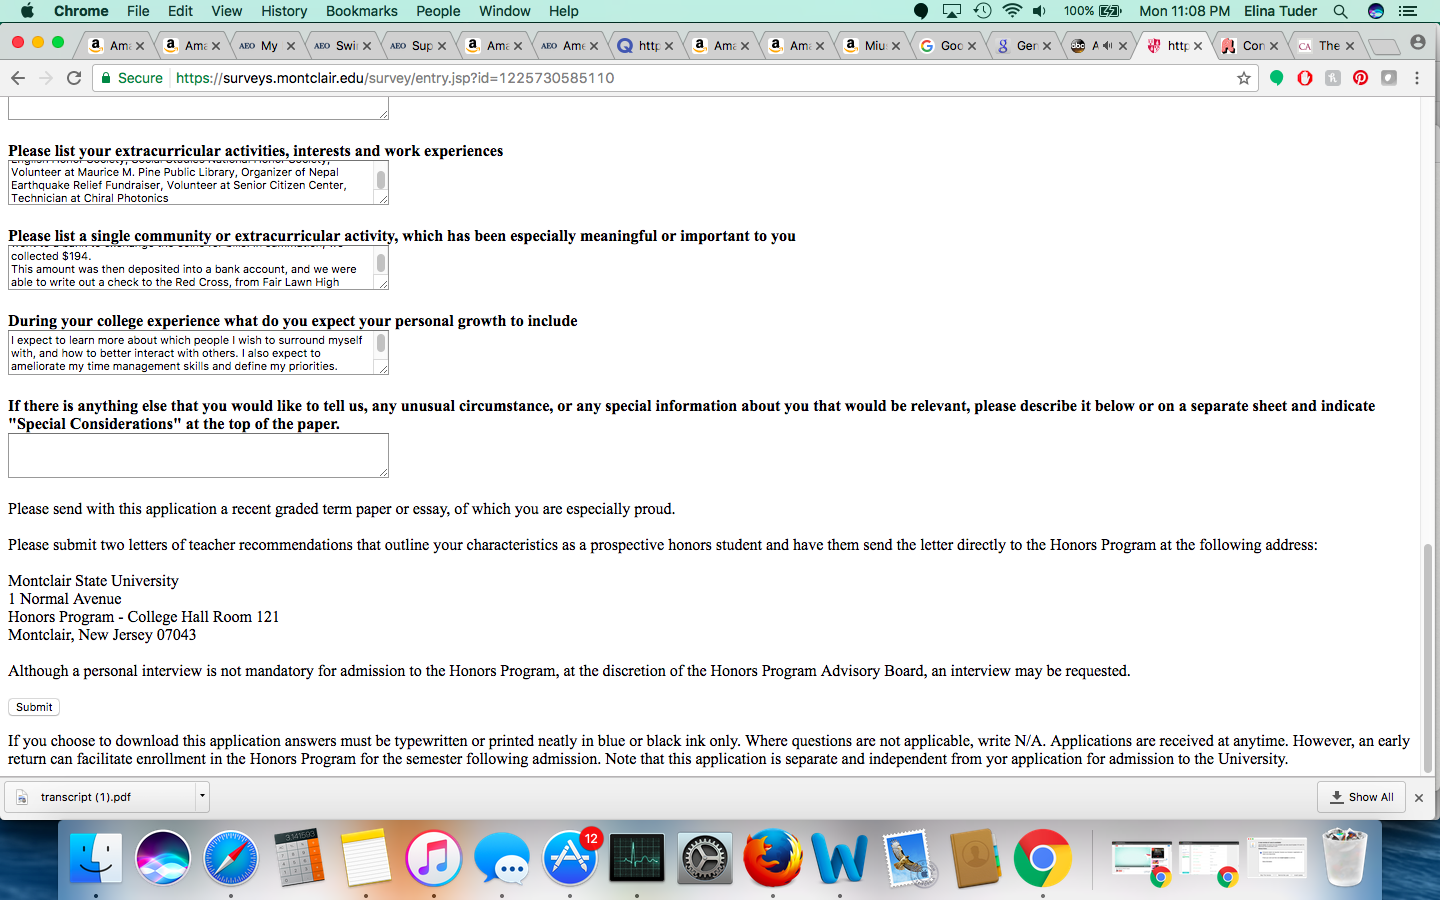 Chrome File Edit View History Bookmarks People Window Help 100% Mon 11:08 PM Elina Tuder
Ama Ama AEO My AEO Swi AEO Sup Ama AEO Ame http Ama Ama Miu Goo Ger A http Con CA The
Secure https://surveys.montclair.edu/survey/entry.jsp?id=1225730585110
Please list your extracurricular activities, interests and work experiences
English Honor Society, Social Studies National Honor Society,
Volunteer at Maurice M. Pine Public Library, Organizer of Nepal
Earthquake Relief Fundraiser, Volunteer at Senior Citizen Center,
Technician at Chiral Photonics
Please list a single community or extracurricular activity, which has been especially meaningful or important to you
collected $194.
This amount was then deposited into a bank account, and we were
able to write out a check to the Red Cross, from Fair Lawn High
During your college experience what do you expect your personal growth to include
I expect to learn more about which people I wish to surround myself
with, and how to better interact with others. I also expect to
ameliorate my time management skills and define my priorities.
If there is anything else that you would like to tell us, any unusual circumstance, or any special information about you that would be relevant, please describe it below or on a separate sheet and indicate
"Special Considerations" at the top of the paper.
Please send with this application a recent graded term paper or essay, of which you are especially proud.
Please submit two letters of teacher recommendations that outline your characteristics as a prospective honors student and have them send the letter directly to the Honors Program at the following address:
Montclair State University
1 Normal Avenue
Honors Program - College Hall Room 121
Montclair, New Jersey 07043
Although a personal interview is not mandatory for admission to the Honors Program, at the discretion of the Honors Program Advisory Board, an interview may be requested.
Submit
If you choose to download this application answers must be typewritten or printed neatly in blue or black ink only. Where questions are not applicable, write N/A. Applications are received at anytime. However, an early
return can facilitate enrollment in the Honors Program for the semester following admission. Note that this application is separate and independent from yor application for admission to the University.
transcript (1).pdf Show All
12